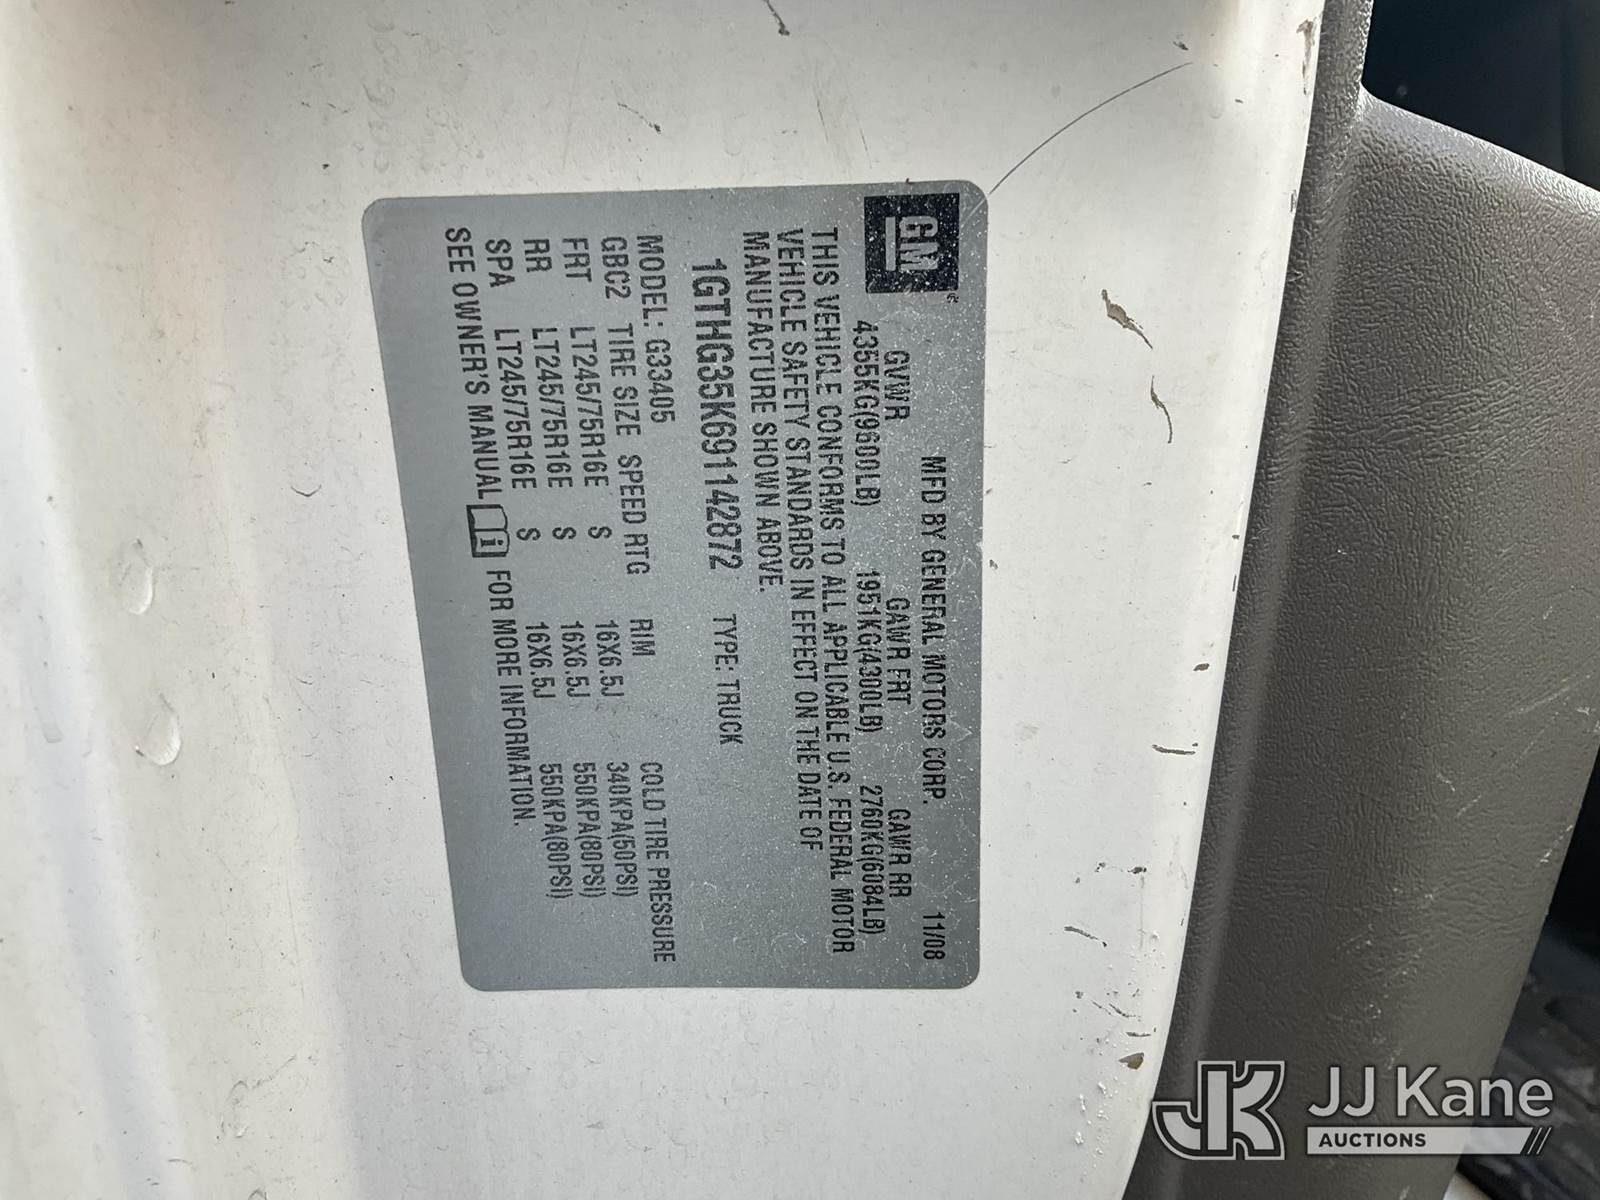 GM
MFD BY GENERAL MOTORS CORP. 11/08
GVWR GAWR FRT GAWR RR
4355KG(9600LB) 1951KG(4300LB) 2760KG(6084LB)
THIS VEHICLE CONFORMS TO ALL APPLICABLE U.S. FEDERAL MOTOR
VEHICLE SAFETY STANDARDS IN EFFECT ON THE DATE OF
MANUFACTURE SHOWN ABOVE.
1GTHG35K691142872 TYPE: TRUCK
MODEL: G33405
GBC2 TIRE SIZE SPEED RTG RIM COLD TIRE PRESSURE
FRT LT245/75R16E S 16X6.5J 340KPA(50PSI)
RR LT245/75R16E S 16X6.5J 550KPA(80PSI)
SPA LT245/75R16E S 16X6.5J 550KPA(80PSI)
SEE OWNER'S MANUAL i FOR MORE INFORMATION.
JK JJ Kane
AUCTIONS